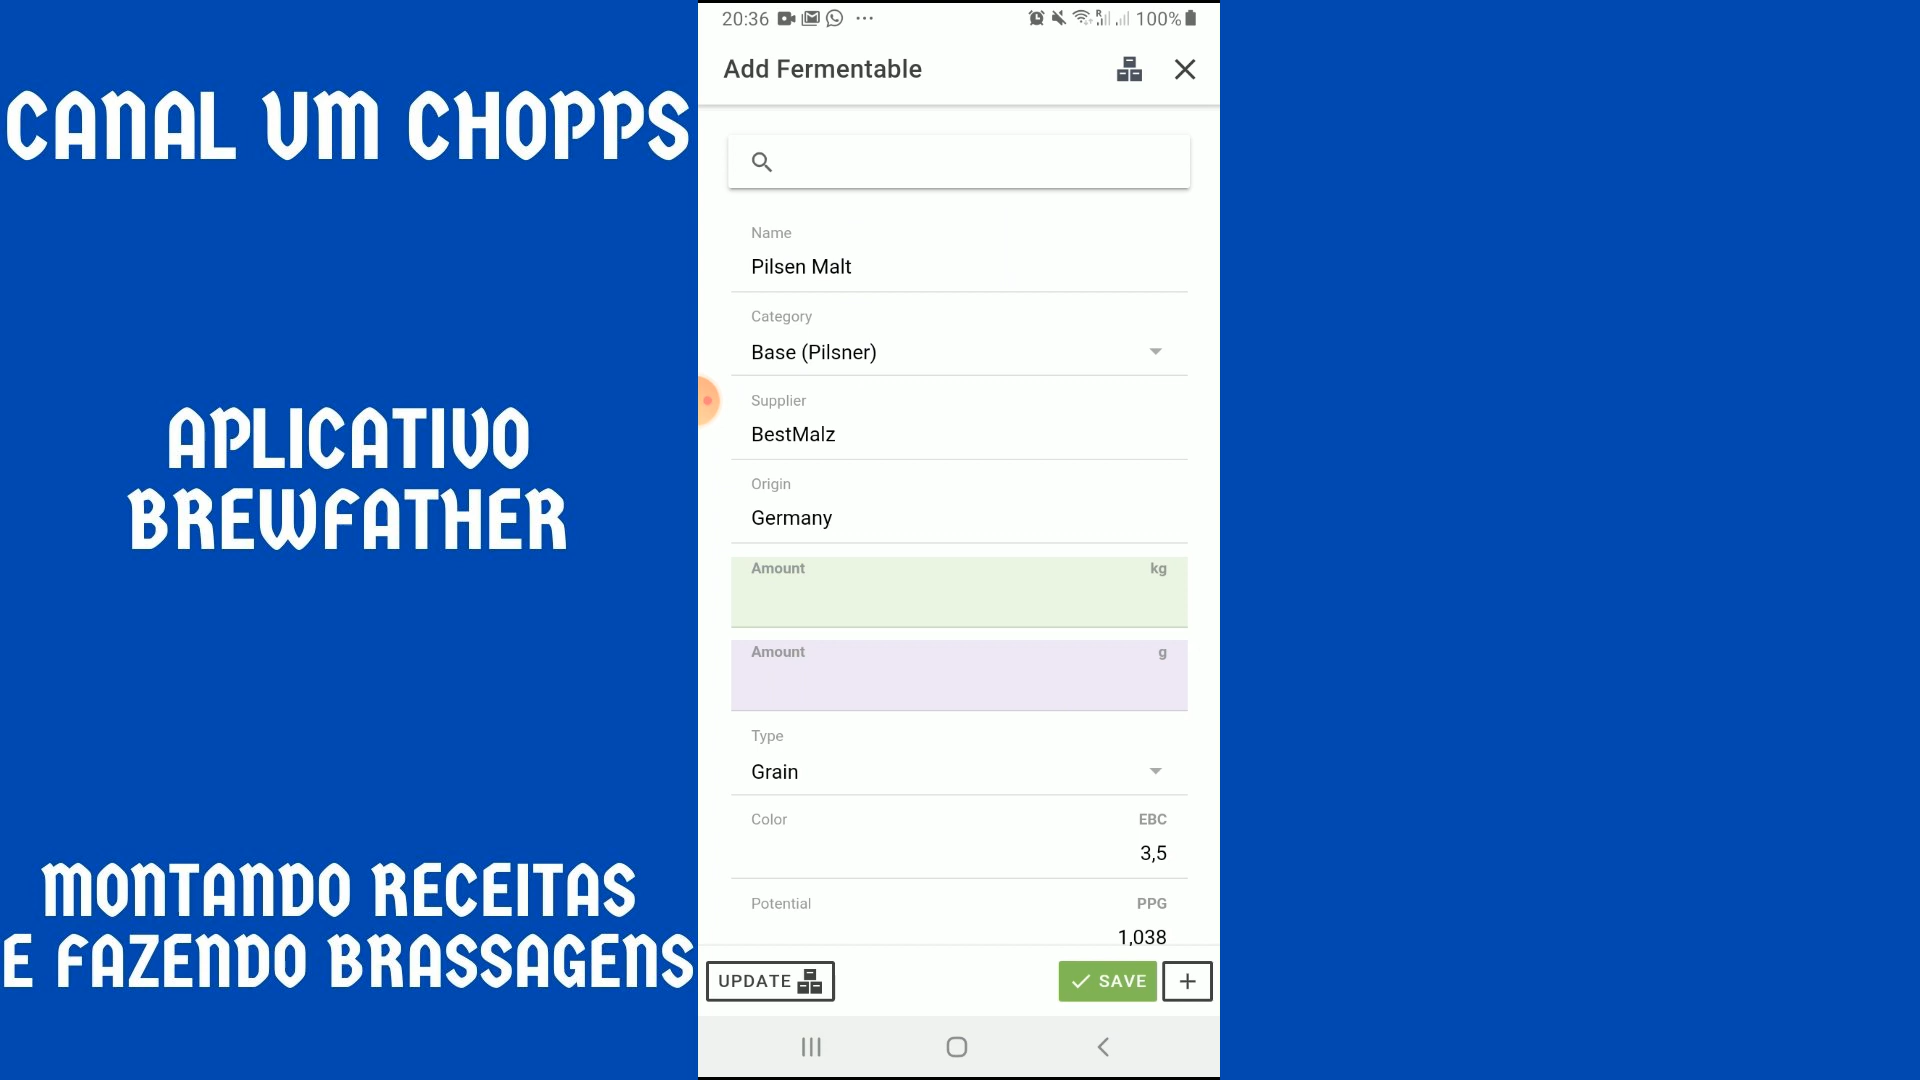 CANAL UM CHOPPS
APLICATIVO
BREWFATHER
MONTANDO RECEITAS
E FAZENDO BRASSAGENS
20:36
100%
Add Fermentable
Name
Pilsen Malt
Category
Base (Pilsner)
Supplier
BestMalz
Origin
Germany
Amount kg
Amount g
Type
Grain
Color EBC
3,5
Potential PPG
1,038
UPDATE SAVE +